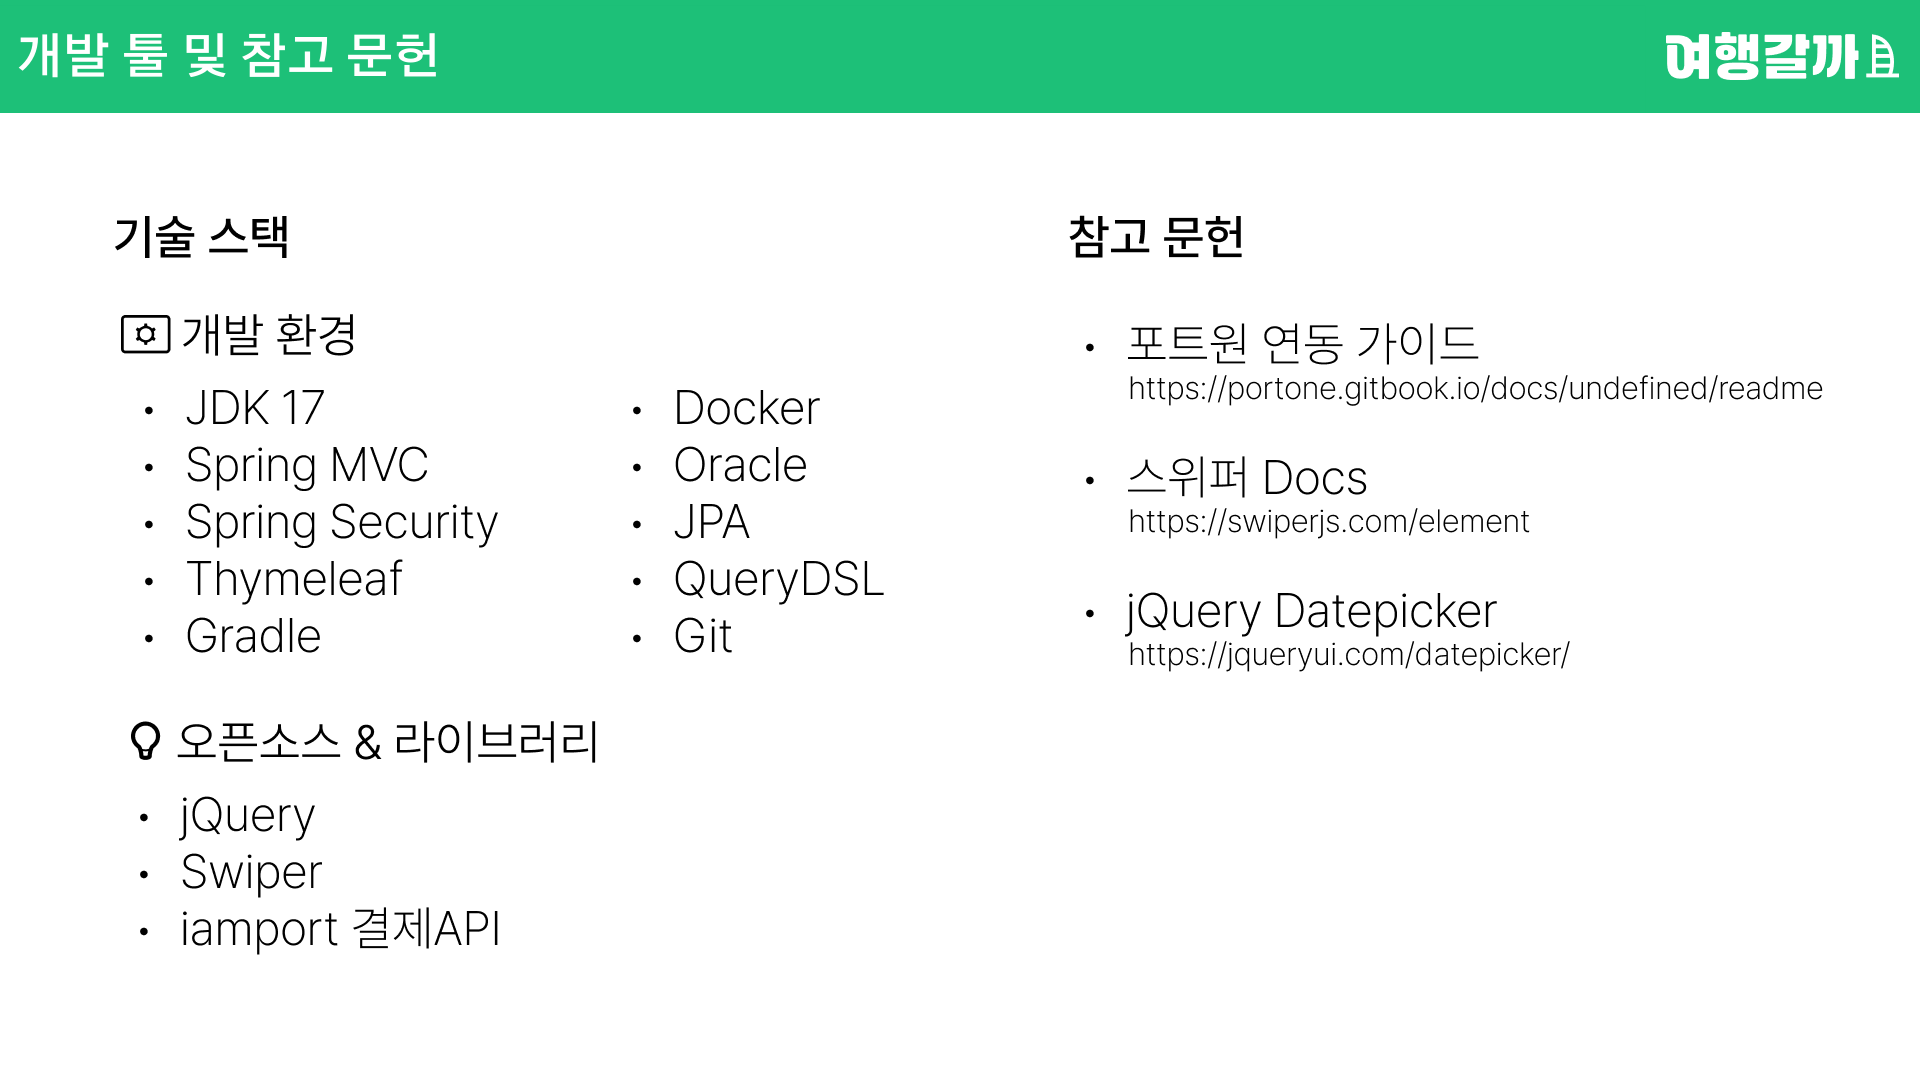 개발 툴 및 참고 문헌
여행갈까
기술 스택
개발 환경
• JDK 17
• Spring MVC
• Spring Security
• Thymeleaf
• Gradle
• Docker
• Oracle
• JPA
• QueryDSL
• Git
오픈소스 & 라이브러리
• jQuery
• Swiper
• iamport 결제API
참고 문헌
• 포트원 연동 가이드
https://portone.gitbook.io/docs/undefined/readme
• 스위퍼 Docs
https://swiperjs.com/element
• jQuery Datepicker
https://jqueryui.com/datepicker/